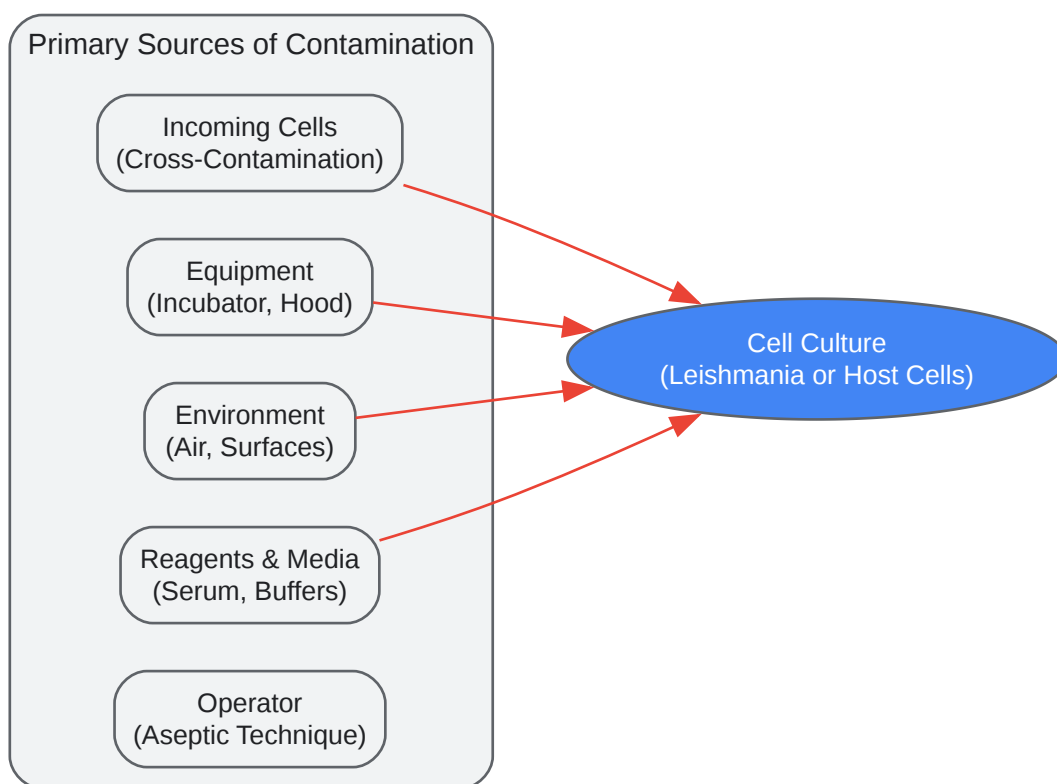 Primary Sources of Contamination
Incoming Cells
(Cross-Contamination)
Equipment
(Incubator, Hood)
Environment
(Air, Surfaces)
Reagents & Media
(Serum, Buffers)
Operator
(Aseptic Technique)
Cell Culture
(Leishmania or Host Cells)